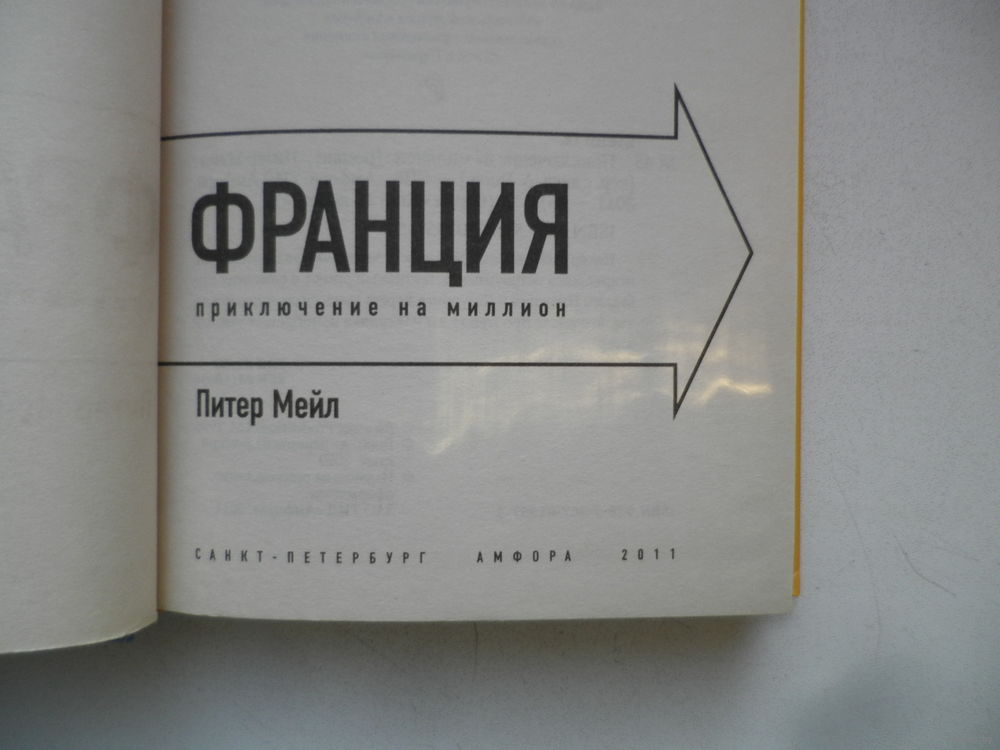 ФРАНЦИЯ
приключение на миллион
Питер Мейл
САНКТ-ПЕТЕРБУРГ АМФОРА 2011